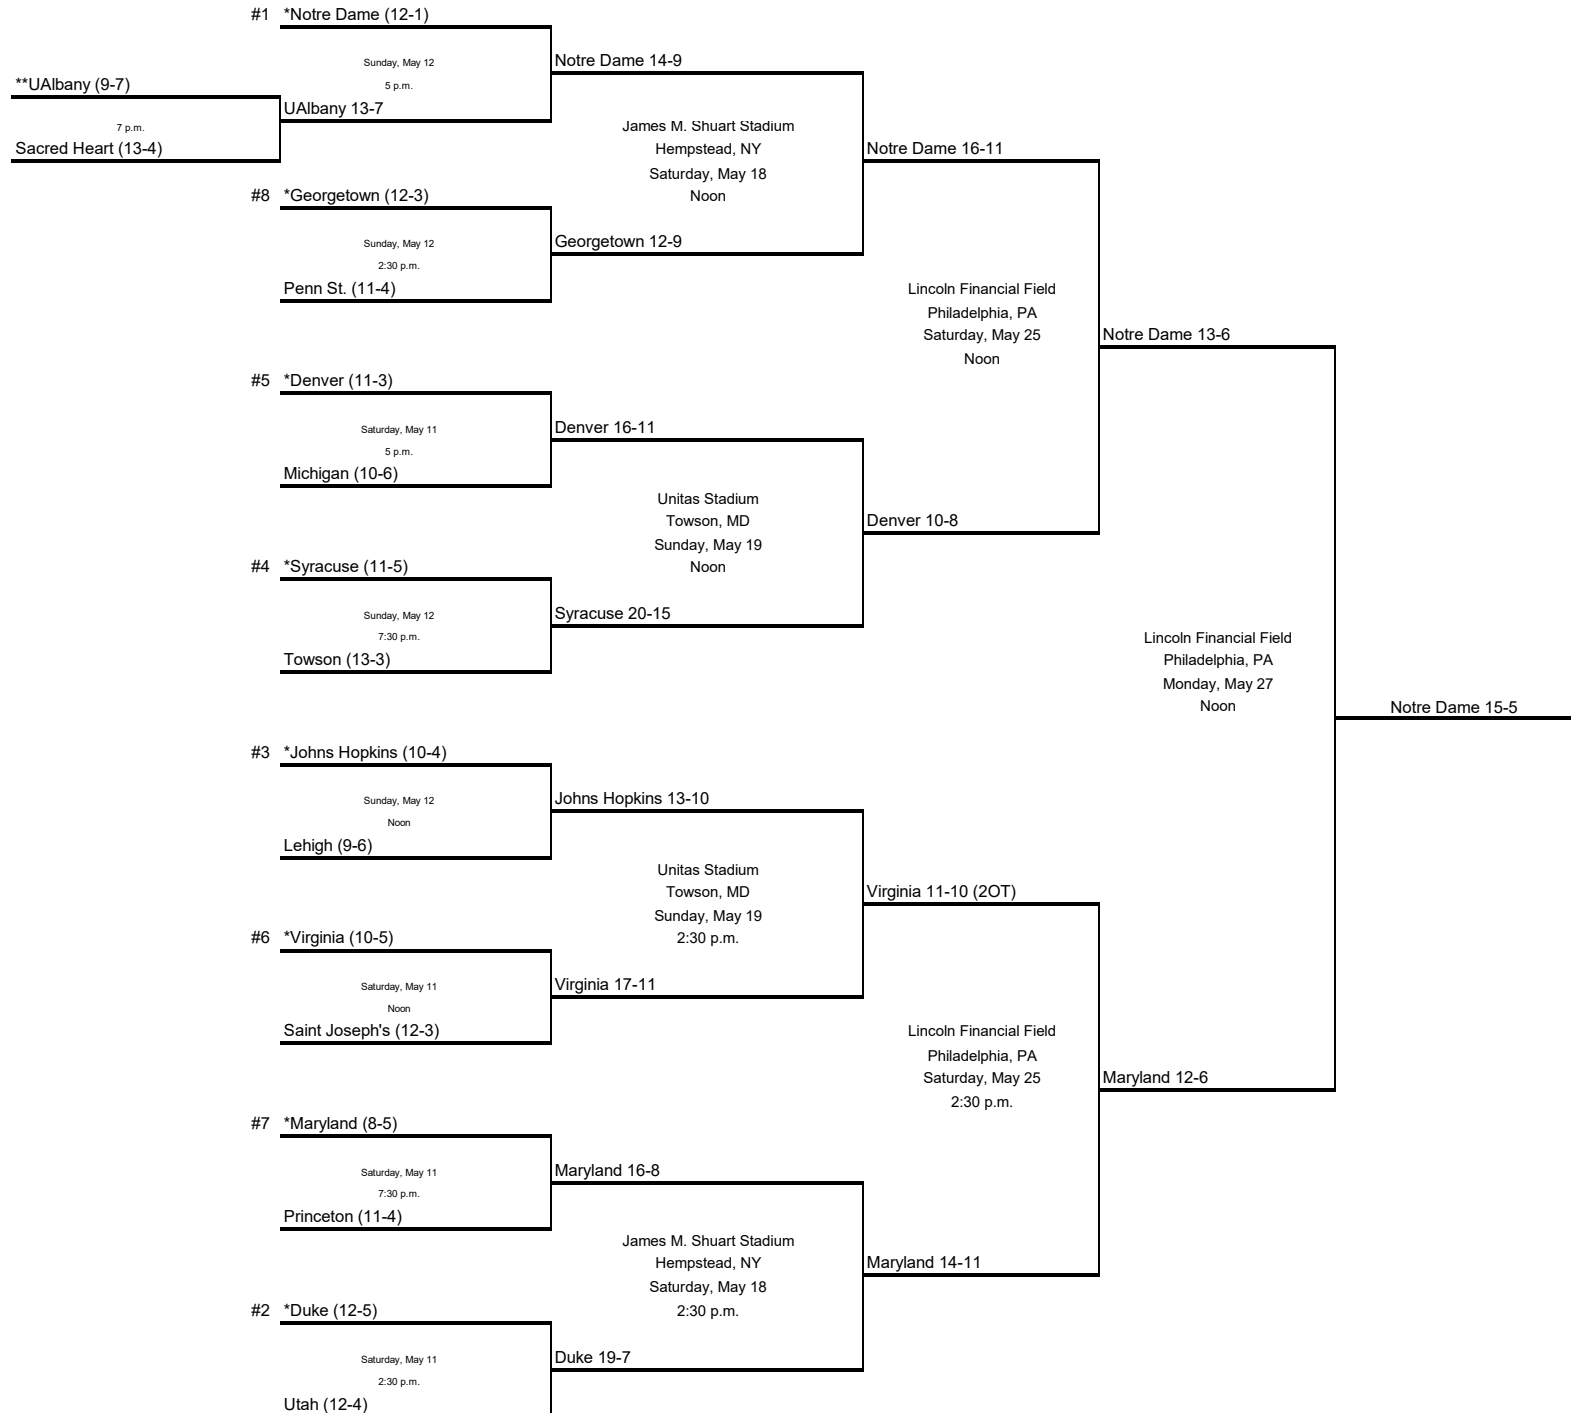 #1 *Notre Dame (12-1)
Sunday, May 12
5 p.m.
**UAlbany (9-7)
7 p.m.
Sacred Heart (13-4)
UAlbany 13-7
Notre Dame 14-9
James M. Shuart Stadium
Hempstead, NY
Saturday, May 18
Noon
#8 *Georgetown (12-3)
Sunday, May 12
2:30 p.m.
Penn St. (11-4)
Georgetown 12-9
Notre Dame 16-11
Lincoln Financial Field
Philadelphia, PA
Saturday, May 25
Noon
Notre Dame 13-6
#5 *Denver (11-3)
Saturday, May 11
5 p.m.
Michigan (10-6)
Denver 16-11
Unitas Stadium
Towson, MD
Sunday, May 19
Noon
Denver 10-8
#4 *Syracuse (11-5)
Sunday, May 12
7:30 p.m.
Towson (13-3)
Syracuse 20-15
Lincoln Financial Field
Philadelphia, PA
Monday, May 27
Noon
Notre Dame 15-5
#3 *Johns Hopkins (10-4)
Sunday, May 12
Noon
Lehigh (9-6)
Johns Hopkins 13-10
Unitas Stadium
Towson, MD
Sunday, May 19
2:30 p.m.
Virginia 11-10 (2OT)
#6 *Virginia (10-5)
Saturday, May 11
Noon
Saint Joseph's (12-3)
Virginia 17-11
Lincoln Financial Field
Philadelphia, PA
Saturday, May 25
2:30 p.m.
Maryland 12-6
#7 *Maryland (8-5)
Saturday, May 11
7:30 p.m.
Princeton (11-4)
Maryland 16-8
James M. Shuart Stadium
Hempstead, NY
Saturday, May 18
2:30 p.m.
Maryland 14-11
#2 *Duke (12-5)
Saturday, May 11
2:30 p.m.
Utah (12-4)
Duke 19-7